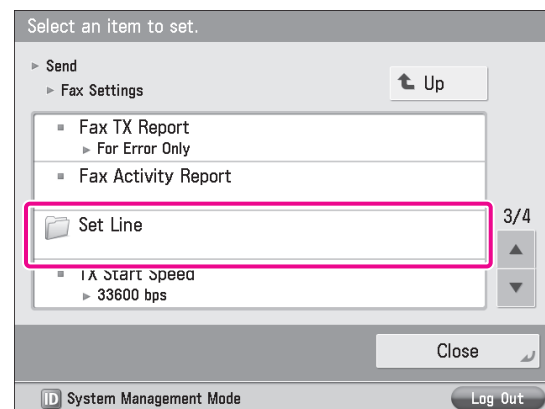 Select an item to set.
▶ Send
▶ Fax Settings
Up
Fax TX Report
▶ For Error Only
Fax Activity Report
Set Line
3/4
TX Start Speed
▶ 33600 bps
Close
ID System Management Mode
Log Out